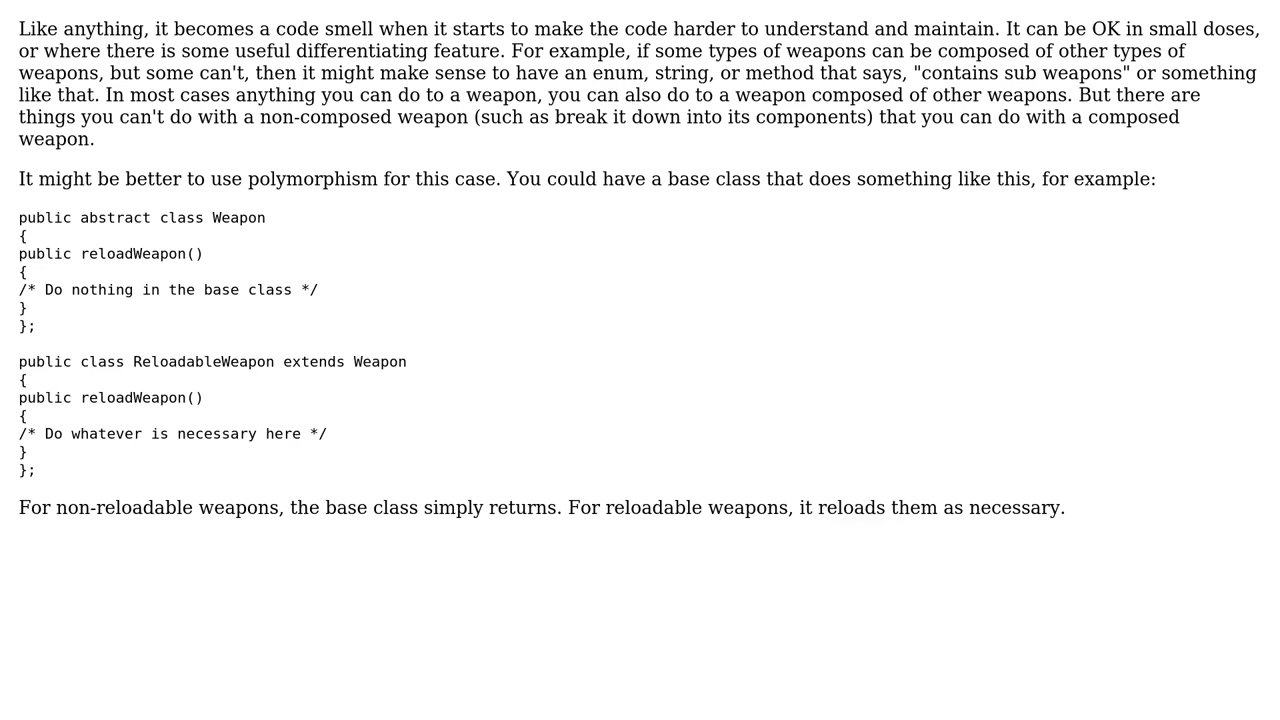 Like anything, it becomes a code smell when it starts to make the code harder to understand and maintain. It can be OK in small doses,
or where there is some useful differentiating feature. For example, if some types of weapons can be composed of other types of
weapons, but some can't, then it might make sense to have an enum, string, or method that says, "contains sub weapons" or something
like that. In most cases anything you can do to a weapon, you can also do to a weapon composed of other weapons. But there are
things you can't do with a non-composed weapon (such as break it down into its components) that you can do with a composed
weapon.
It might be better to use polymorphism for this case. You could have a base class that does something like this, for example:
public abstract class Weapon
{
public reloadWeapon()
{
/* Do nothing in the base class */
}
};
public class ReloadableWeapon extends Weapon
{
public reloadWeapon()
{
/* Do whatever is necessary here */
}
};
For non-reloadable weapons, the base class simply returns. For reloadable weapons, it reloads them as necessary.